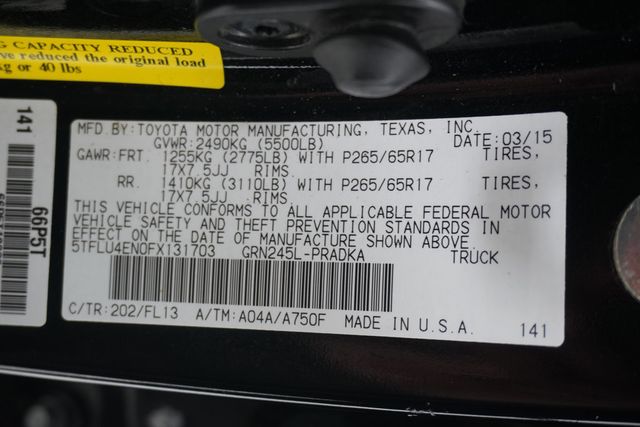 G CAPACITY REDUCED
ve reduced the original load
kg or 40 lbs
141
66P5T
MFD.BY:TOYOTA MOTOR MANUFACTURING, TEXAS, INC.
GVWR:2490KG (5500LB) DATE:03/15
GAWR:FRT. 1255KG (2775LB) WITH P265/65R17 TIRES,
17X7.5JJ RIMS.
RR. 1410KG (3110LB) WITH P265/65R17 TIRES,
17X7.5JJ RIMS.
THIS VEHICLE CONFORMS TO ALL APPLICABLE FEDERAL MOTOR
VEHICLE SAFETY AND THEFT PREVENTION STANDARDS IN
EFFECT ON THE DATE OF MANUFACTURE SHOWN ABOVE.
5TFLU4EN0FX131703 GRN245L-PRADKA TRUCK
C/TR:202/FL13 A/TM:A04A/A750F MADE IN U.S.A. 141